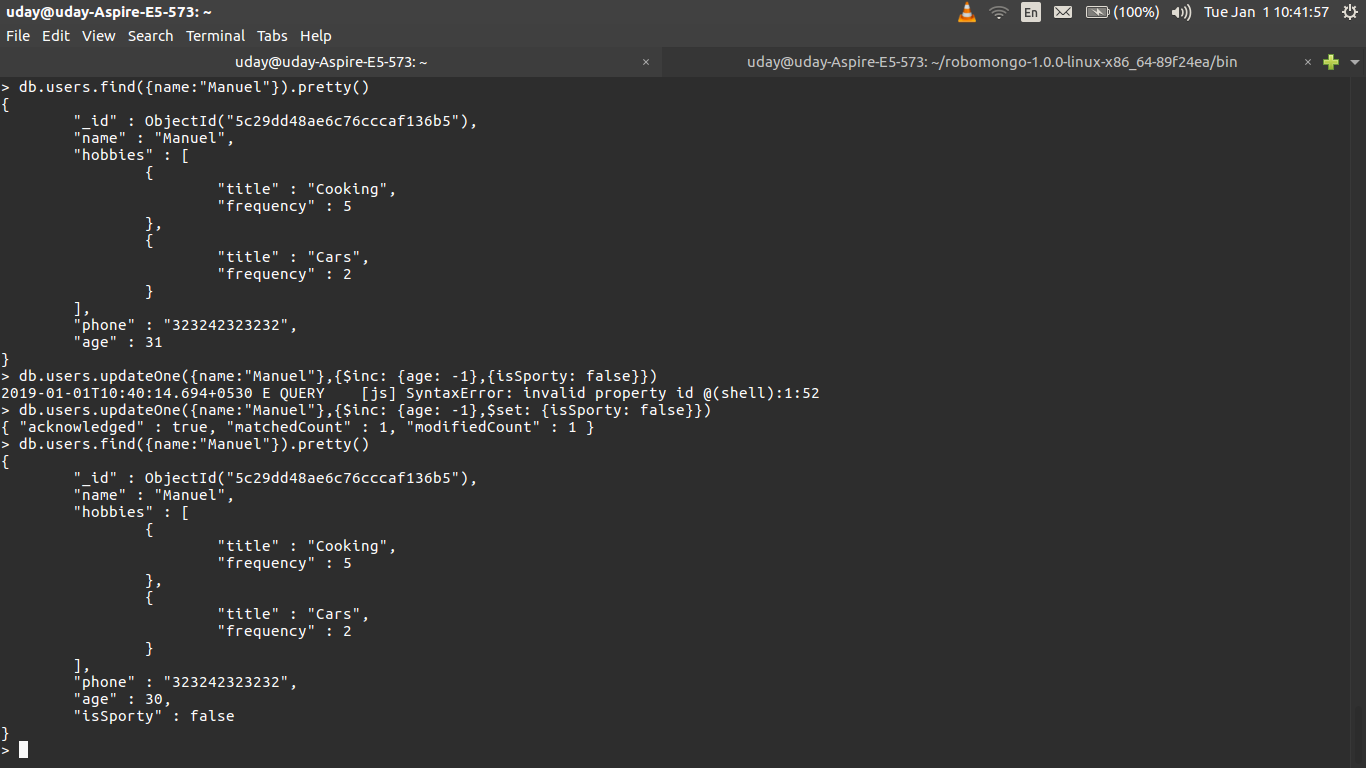 uday@uday-Aspire-E5-573: ~
En (100%) Tue Jan 1 10:41:57
File Edit View Search Terminal Tabs Help
uday@uday-Aspire-E5-573: ~ × uday@uday-Aspire-E5-573: ~/robomongo-1.0.0-linux-x86_64-89f24ea/bin ×
> db.users.find({name:"Manuel"}).pretty()
{
"_id" : ObjectId("5c29dd48ae6c76cccaf136b5"),
"name" : "Manuel",
"hobbies" : [
{
"title" : "Cooking",
"frequency" : 5
},
{
"title" : "Cars",
"frequency" : 2
}
],
"phone" : "323242323232",
"age" : 31
}
> db.users.updateOne({name:"Manuel"},{$inc: {age: -1},{isSporty: false}})
2019-01-01T10:40:14.694+0530 E QUERY    [js] SyntaxError: invalid property id @(shell):1:52
> db.users.updateOne({name:"Manuel"},{$inc: {age: -1},$set: {isSporty: false}})
{ "acknowledged" : true, "matchedCount" : 1, "modifiedCount" : 1 }
> db.users.find({name:"Manuel"}).pretty()
{
"_id" : ObjectId("5c29dd48ae6c76cccaf136b5"),
"name" : "Manuel",
"hobbies" : [
{
"title" : "Cooking",
"frequency" : 5
},
{
"title" : "Cars",
"frequency" : 2
}
],
"phone" : "323242323232",
"age" : 30,
"isSporty" : false
}
>